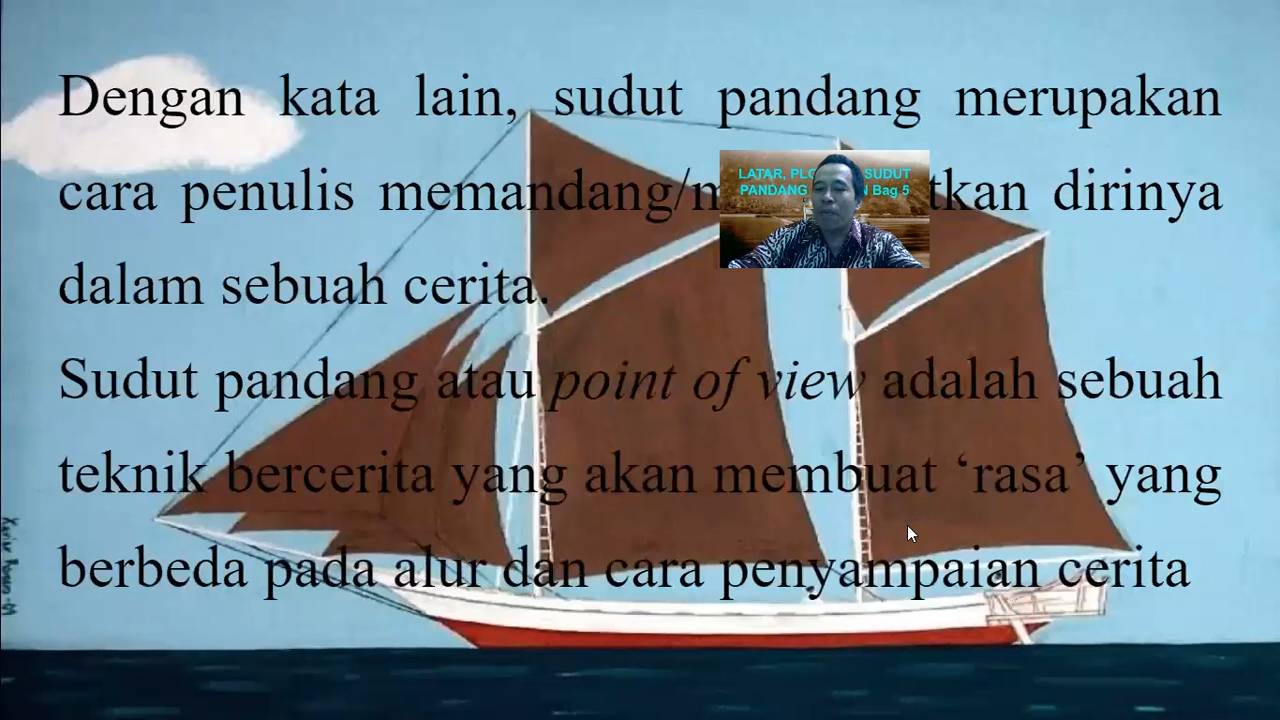 Dengan kata lain, sudut pandang merupakan
cara penulis memandang/ dirinya
dalam sebuah cerita.
Sudut pandang atau point of view adalah sebuah
teknik bercerita yang akan membuat ‘rasa’ yang
berbeda pada alur dan cara penyampaian cerita
LATAR, SUDUT
PANDANG Bag 5